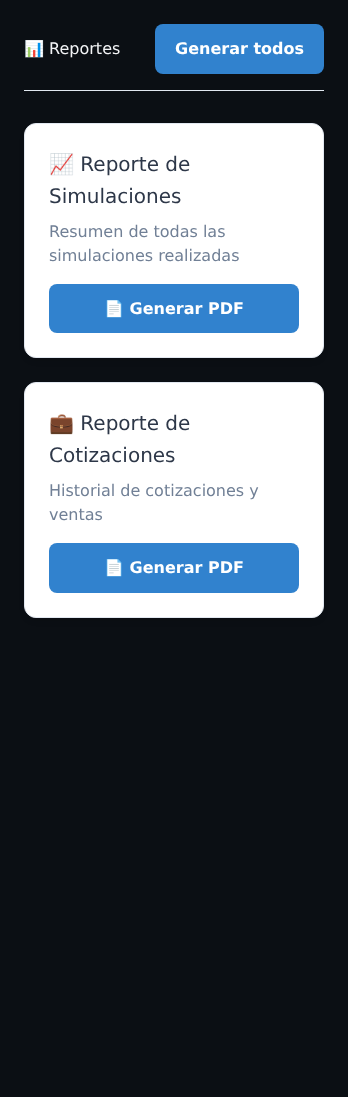 📊 Reportes
Generar todos
📈 Reporte de
Simulaciones
Resumen de todas las
simulaciones realizadas
📄 Generar PDF
💼 Reporte de
Cotizaciones
Historial de cotizaciones y
ventas
📄 Generar PDF